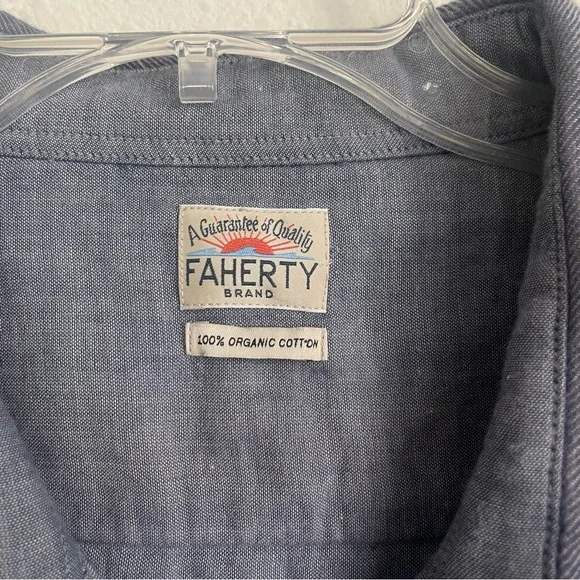 A Guarantee of Quality
FAHERTY
BRAND
100% ORGANIC COTTON